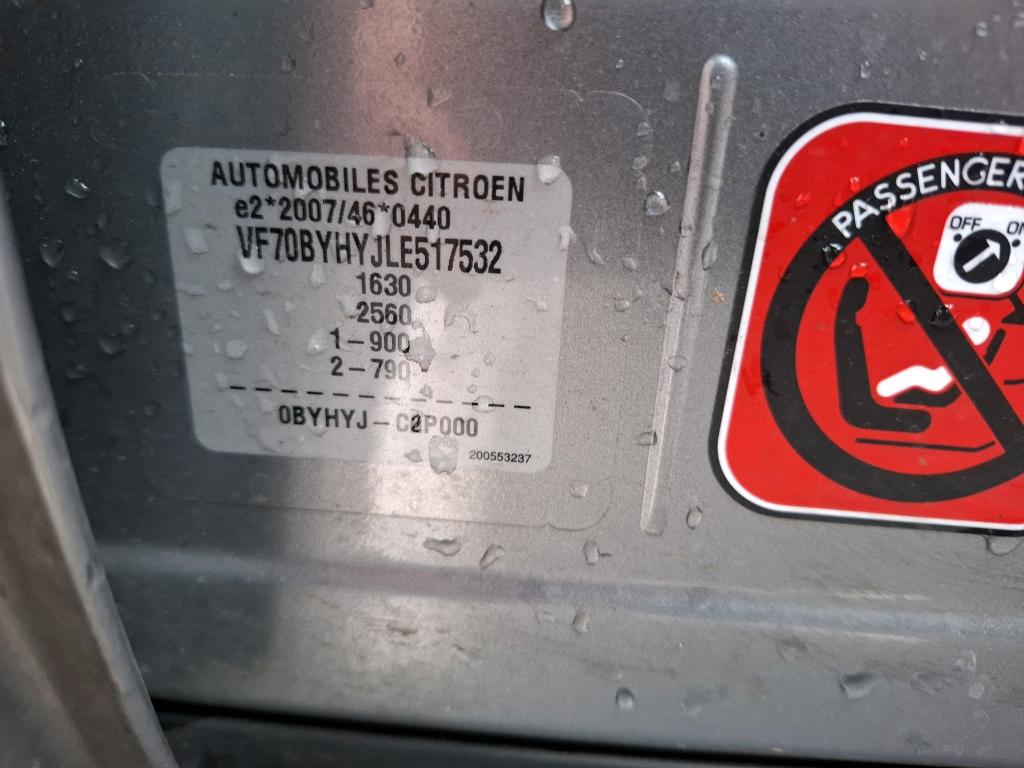 AUTOMOBILES CITROEN
e2*2007/46*0440
VF70BYHYJLE517532
1630
2560
1-900
2-790
0BYHYJ-C2P000
200553237
PASSENGER
OFF